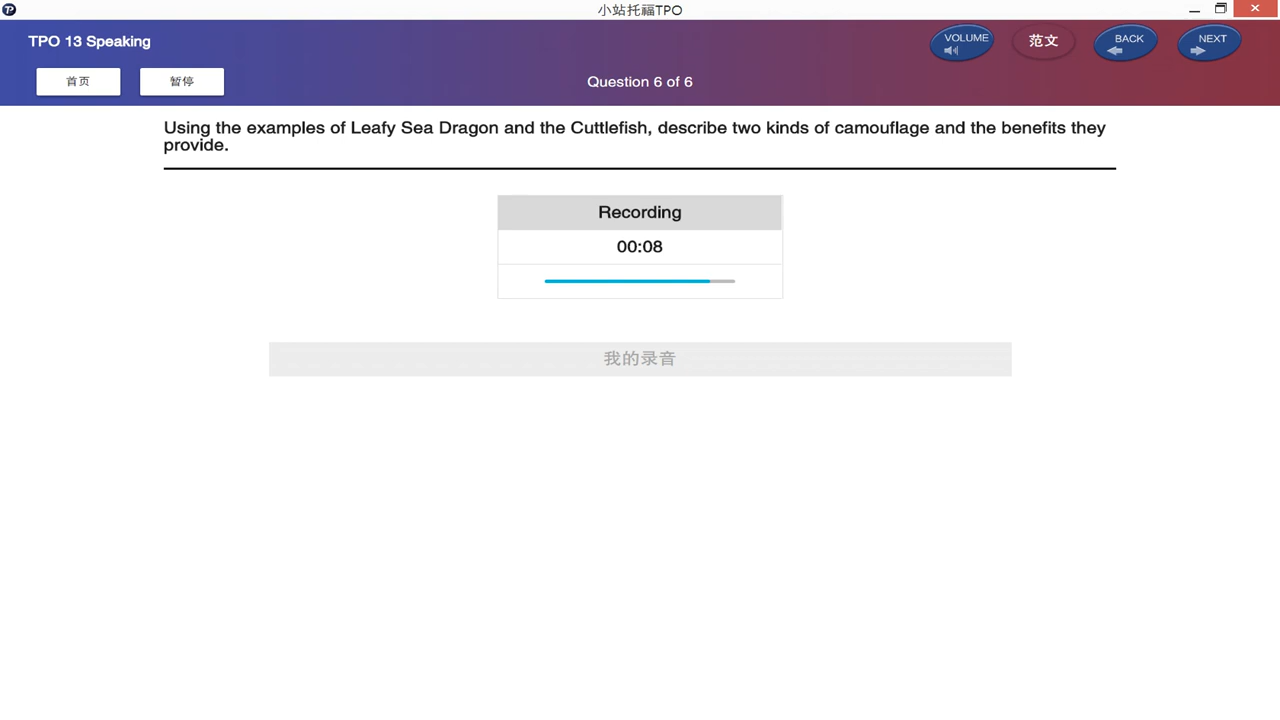 小站托福TPO
TPO 13 Speaking
VOLUME
范文
BACK
NEXT
首页
暂停
Question 6 of 6
Using the examples of Leafy Sea Dragon and the Cuttlefish, describe two kinds of camouflage and the benefits they
provide.
Recording
00:08
我的录音